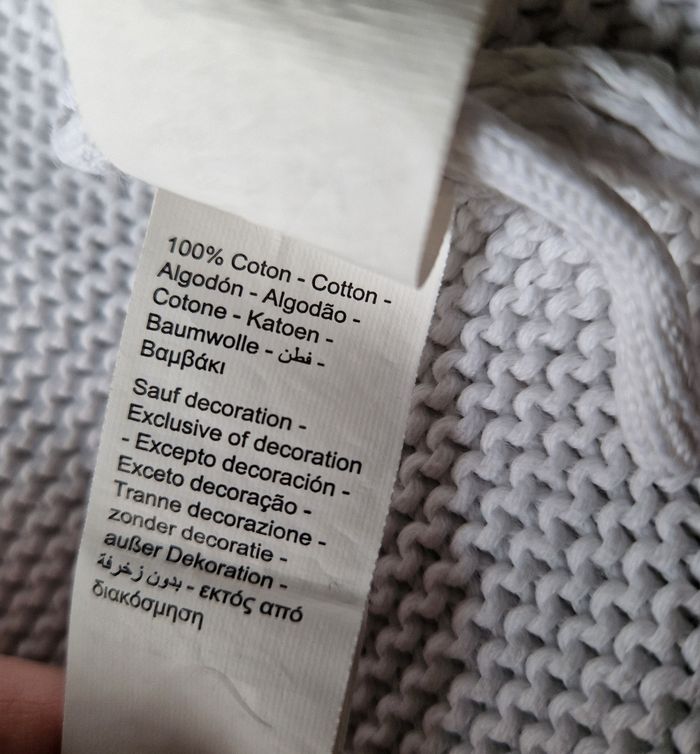 100% Coton - Cotton -
Algodón - Algodão -
Cotone - Katoen -
Baumwolle - قطن -
Βαμβάκι
Sauf decoration -
Exclusive of decoration
- Excepto decoración -
Exceto decoração -
Tranne decorazione -
zonder decoratie -
außer Dekoration -
بدون زخرفة - εκτός από
διακόσμηση